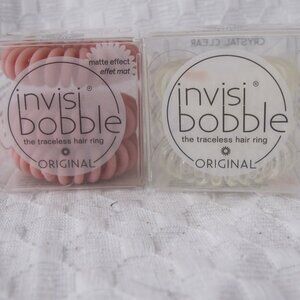 matte effect
effet mat
invisi®
bobble
the traceless hair ring
ORIGINAL
CRYSTAL CLEAR
invisi®
bobble
the traceless hair ring
ORIGINAL